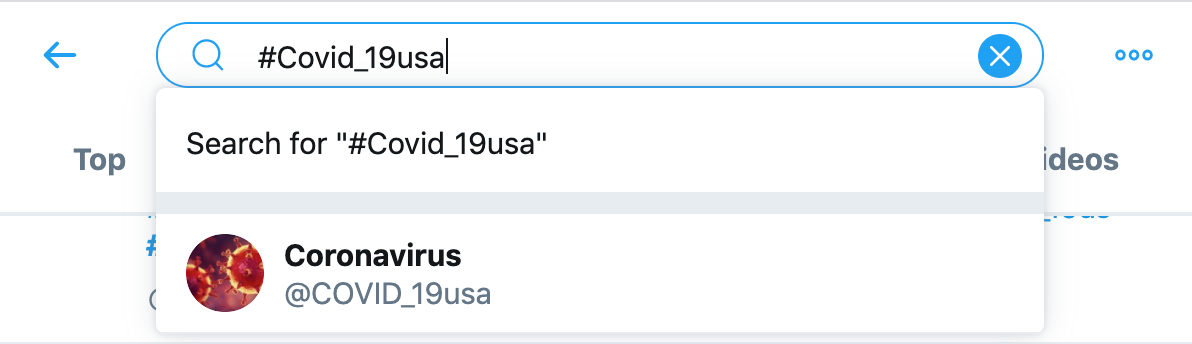 #Covid_19usa
Search for "#Covid_19usa"
Top
ideos
Coronavirus
@COVID_19usa